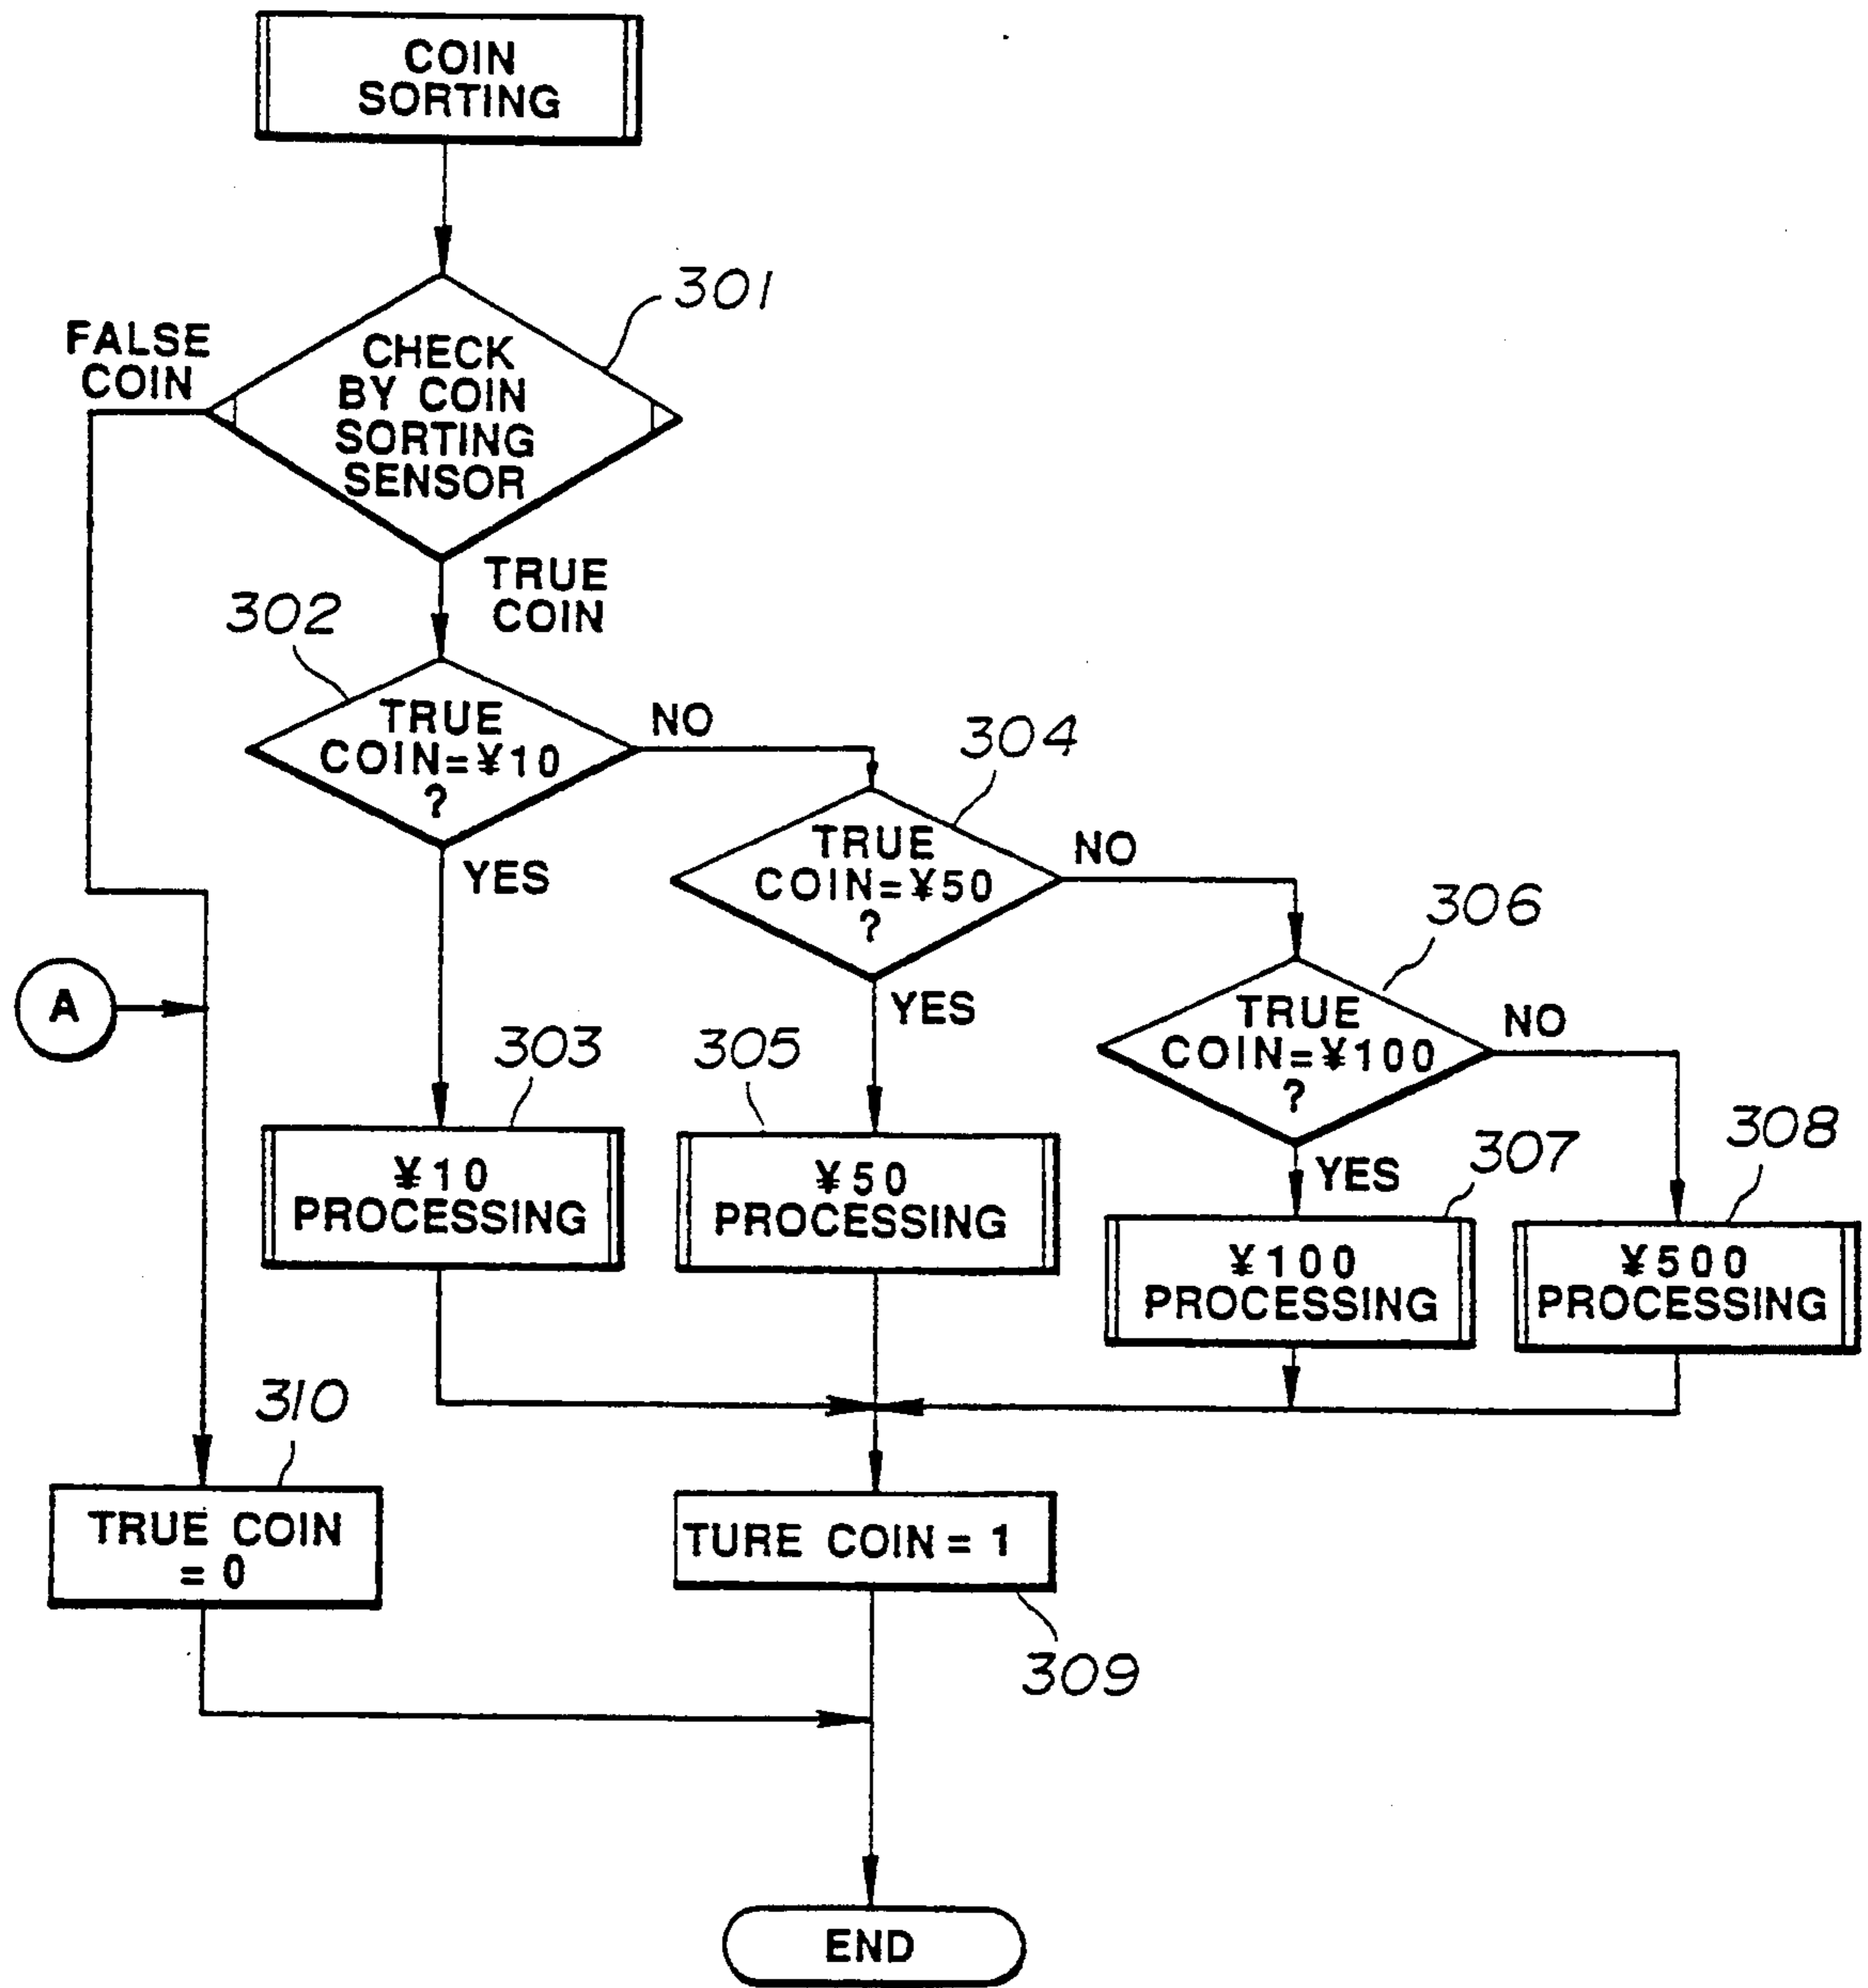 COIN
SORTING
301
FALSE
COIN
CHECK
BY COIN
SORTING
SENSOR
TRUE
COIN
302
TRUE
COIN=¥10
?
NO
304
YES
TRUE
COIN=¥50
?
NO
306
A
YES
TRUE
COIN=¥100
?
NO
303
305
YES
307
308
¥10
PROCESSING
¥50
PROCESSING
¥100
PROCESSING
¥500
PROCESSING
310
TRUE COIN
= 0
TURE COIN = 1
309
END